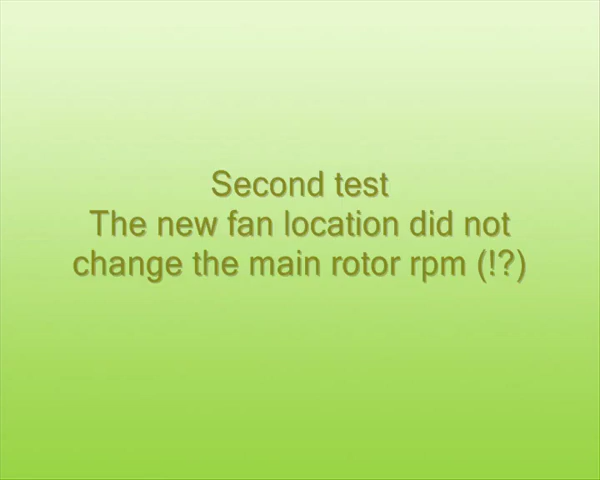 Second test
The new fan location did not
change the main rotor rpm (!?)